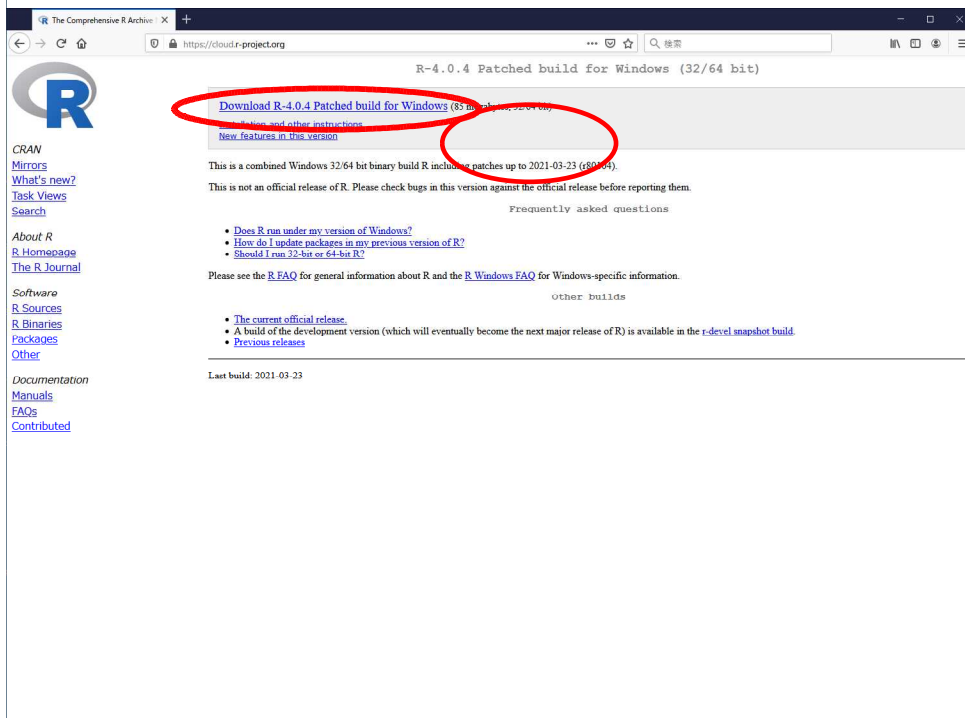 The Comprehensive R Archive
https://cloud.r-project.org
検索
R-4.0.4 Patched build for Windows (32/64 bit)
Download R-4.0.4 Patched build for Windows (85 megabytes, 32/64 bit)
Installation and other instructions
New features in this version
This is a combined Windows 32/64 bit binary build R including patches up to 2021-03-23 (r80104).
This is not an official release of R. Please check bugs in this version against the official release before reporting them.
Frequently asked questions
Does R run under my version of Windows?
How do I update packages in my previous version of R?
Should I run 32-bit or 64-bit R?
Please see the R FAQ for general information about R and the R Windows FAQ for Windows-specific information.
Other builds
The current official release.
A build of the development version (which will eventually become the next major release of R) is available in the r-devel snapshot build.
Previous releases
Last build: 2021-03-23
R
CRAN
Mirrors
What's new?
Task Views
Search
About R
R Homepage
The R Journal
Software
R Sources
R Binaries
Packages
Other
Documentation
Manuals
FAQs
Contributed